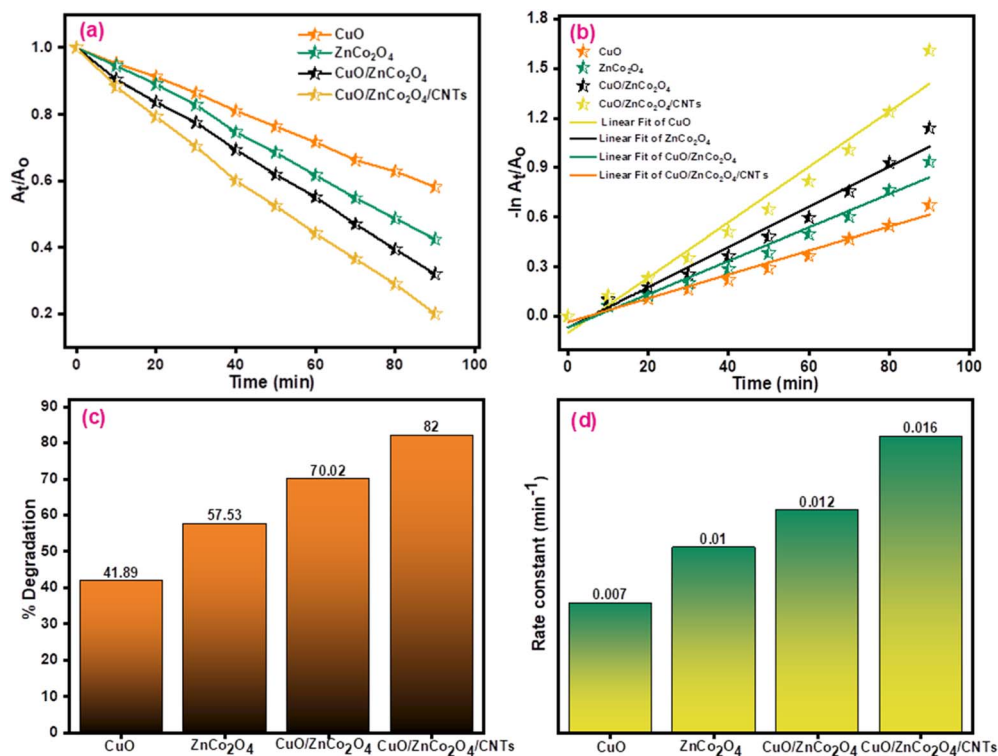 (a)
CuO
ZnCo₂O₄
CuO/ZnCo₂O₄
CuO/ZnCo₂O₄/CNTs
1.0
0.8
0.6
0.4
0.2
Aₜ/Aₒ
0 20 40 60 80 100
Time (min)
(b)
CuO
ZnCo₂O₄
CuO/ZnCo₂O₄
CuO/ZnCo₂O₄/CNTs
Linear Fit of CuO
Linear Fit of ZnCo₂O₄
Linear Fit of CuO/ZnCo₂O₄
Linear Fit of CuO/ZnCo₂O₄/CNTs
1.8
1.5
1.2
0.9
0.6
0.3
0.0
-ln Aₜ/Aₒ
0 20 40 60 80 100
Time (min)
(c)
90
80
70
60
50
40
30
20
10
0
% Degradation
41.89
57.53
70.02
82
CuO ZnCo₂O₄ CuO/ZnCo₂O₄ CuO/ZnCo₂O₄/CNTs
(d)
Rate constant (min⁻¹)
0.007
0.01
0.012
0.016
CuO ZnCo₂O₄ CuO/ZnCo₂O₄ CuO/ZnCo₂O₄/CNTs